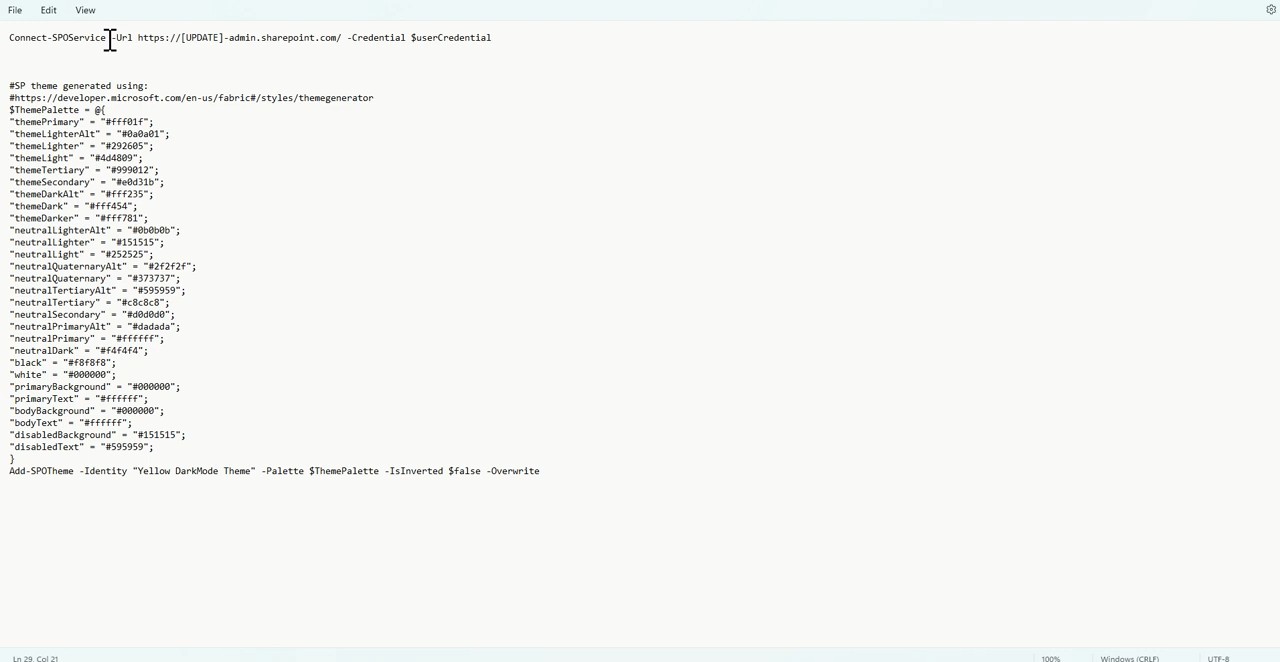 File Edit View
Connect-SPOService -Url https://[UPDATE]-admin.sharepoint.com/ -Credential $userCredential
#SP theme generated using:
#https://developer.microsoft.com/en-us/fabric#/styles/themegenerator
$ThemePalette = @{
"themePrimary" = "#fff01f";
"themeLighterAlt" = "#0a0a01";
"themeLighter" = "#292605";
"themeLight" = "#4d4809";
"themeTertiary" = "#999012";
"themeSecondary" = "#e0d31b";
"themeDarkAlt" = "#fff235";
"themeDark" = "#fff454";
"themeDarker" = "#fff781";
"neutralLighterAlt" = "#0b0b0b";
"neutralLighter" = "#151515";
"neutralLight" = "#252525";
"neutralQuaternaryAlt" = "#2f2f2f";
"neutralQuaternary" = "#373737";
"neutralTertiaryAlt" = "#595959";
"neutralTertiary" = "#c8c8c8";
"neutralSecondary" = "#d0d0d0";
"neutralPrimaryAlt" = "#dadada";
"neutralPrimary" = "#ffffff";
"neutralDark" = "#f4f4f4";
"black" = "#f8f8f8";
"white" = "#000000";
"primaryBackground" = "#000000";
"primaryText" = "#ffffff";
"bodyBackground" = "#000000";
"bodyText" = "#ffffff";
"disabledBackground" = "#151515";
"disabledText" = "#595959";
}
Add-SPOTheme -Identity "Yellow DarkMode Theme" -Palette $ThemePalette -IsInverted $false -Overwrite
Ln 29, Col 21 100% Windows (CRLF) UTF-8